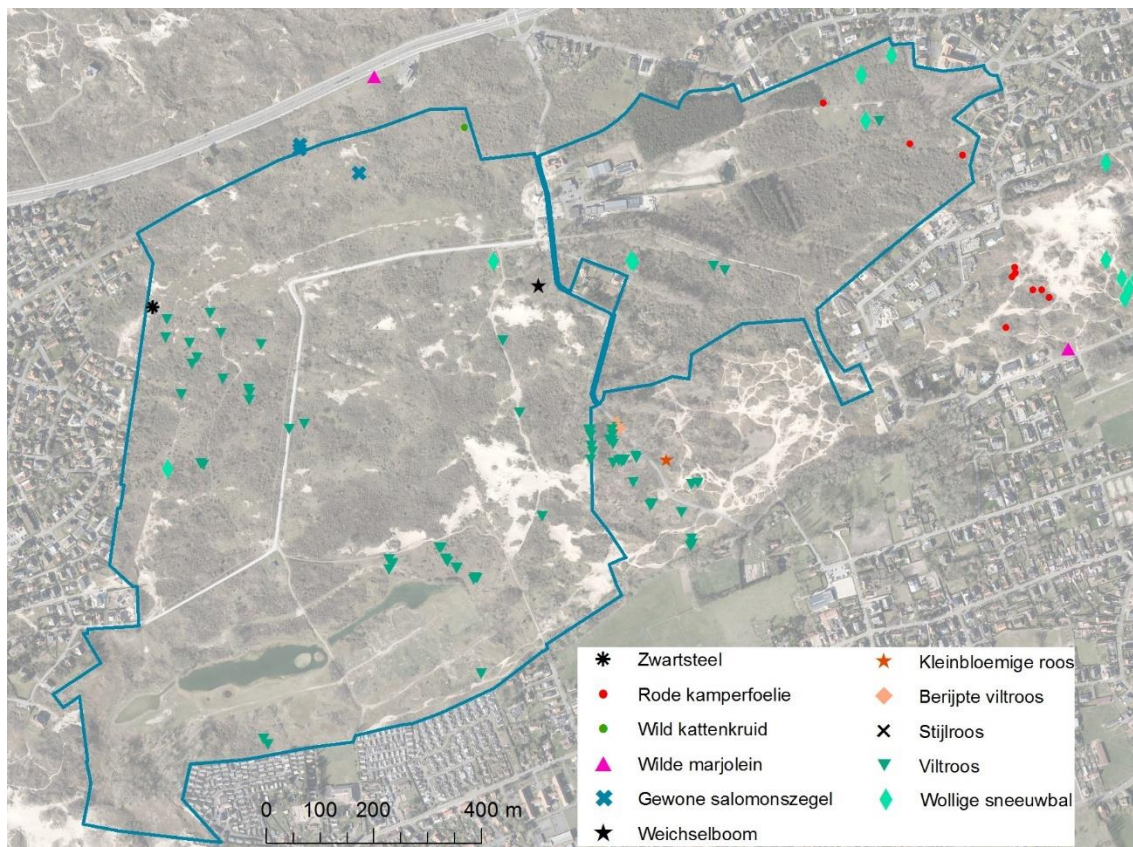 Zwartsteel
Rode kamperfoelie
Wild kattenkruid
Wilde marjolein
Gewone salomonszegel
Weichselboom
Kleinbloemige roos
Berijpte viltroos
Stijlroos
Viltroos
Wollige sneeuwbal
0 100 200 400 m